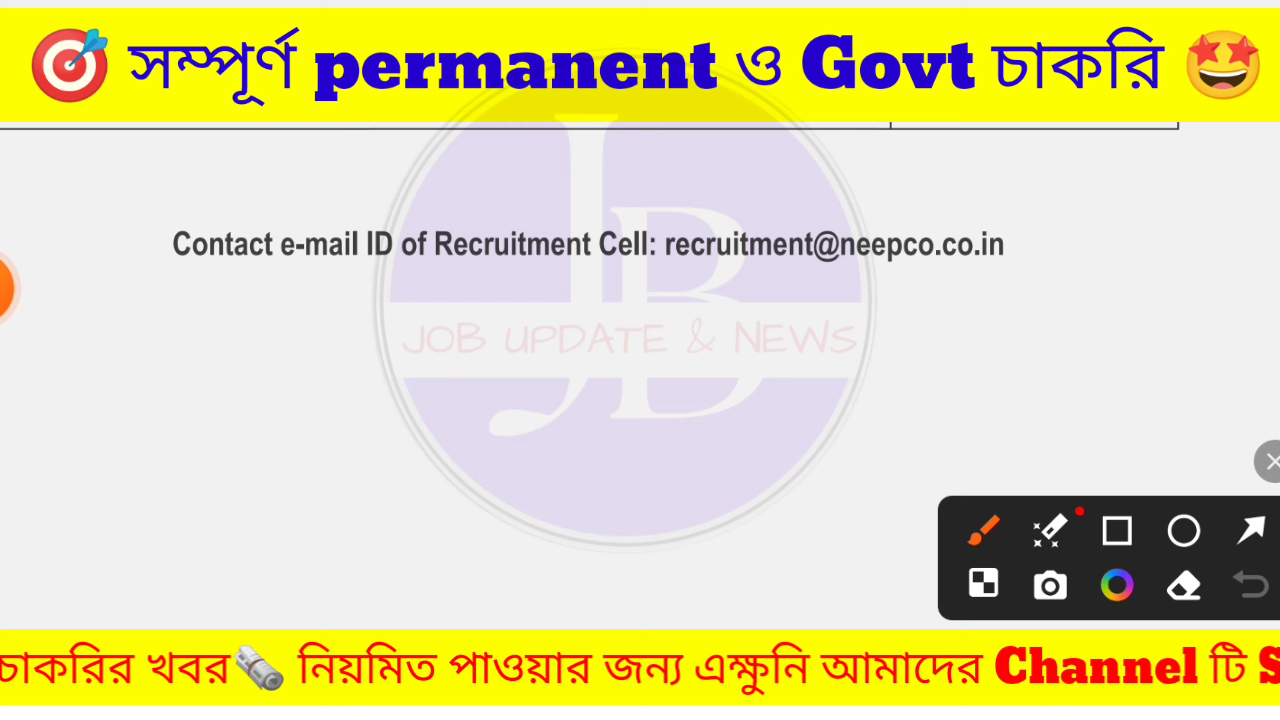 🎯 সম্পূর্ণ permanent ও Govt চাকরি 🤩
Contact e-mail ID of Recruitment Cell: recruitment@neepco.co.in
JB
JOB UPDATE & NEWS
চাকরির খবর🗞️ নিয়মিত পাওয়ার জন্য এক্ষুনি আমাদের Channel টি S